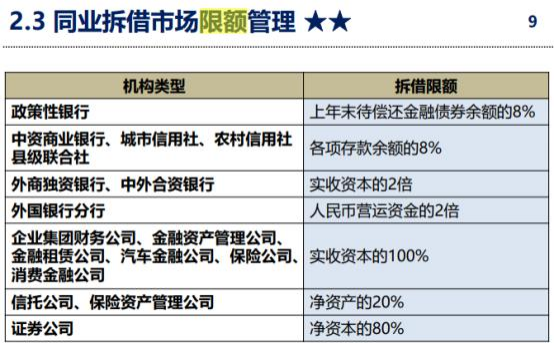 2.3 同业拆借市场限额管理 ★★
9
机构类型
拆借限额
政策性银行
上年末待偿还金融债券余额的8%
中资商业银行、城市信用社、农村信用社
县级联合社
各项存款余额的8%
外商独资银行、中外合资银行
实收资本的2倍
外国银行分行
人民币营运资金的2倍
企业集团财务公司、金融资产管理公司、
金融租赁公司、汽车金融公司、保险公司、
消费金融公司
实收资本的100%
信托公司、保险资产管理公司
净资产的20%
证券公司
净资本的80%